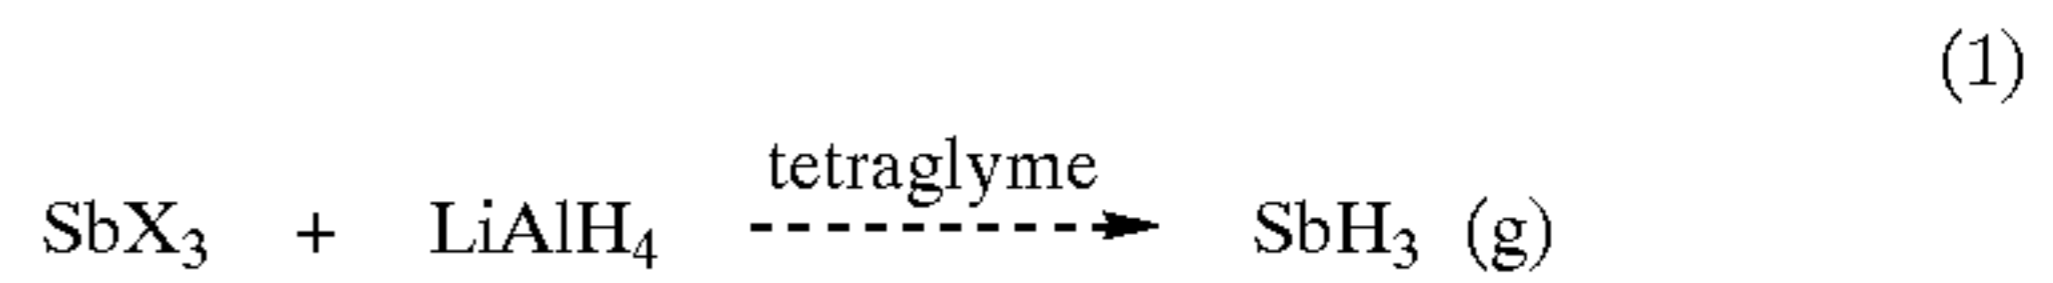 (1)
tetraglyme
SbX₃ + LiAlH₄ ⇢ SbH₃ (g)